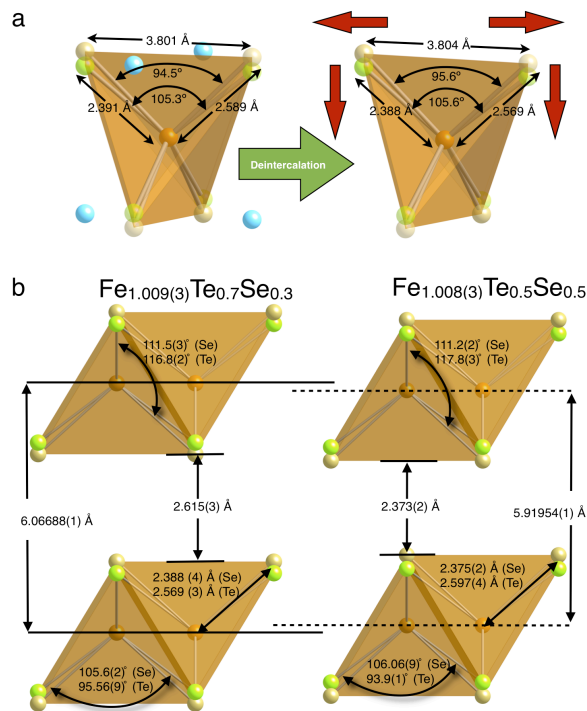 a
3.801 Å
94.5°
105.3°
2.391 Å
2.589 Å
Deintercalation
3.804 Å
95.6°
105.6°
2.388 Å
2.569 Å
b
Fe1.009(3)Te0.7Se0.3
Fe1.008(3)Te0.5Se0.5
111.5(3)° (Se)
116.8(2)° (Te)
111.2(2)° (Se)
117.8(3)° (Te)
6.06688(1) Å
2.615(3) Å
2.373(2) Å
5.91954(1) Å
2.388 (4) Å (Se)
2.569 (3) Å (Te)
2.375(2) Å (Se)
2.597(4) Å (Te)
105.6(2)° (Se)
95.56(9)° (Te)
106.06(9)° (Se)
93.9(1)° (Te)